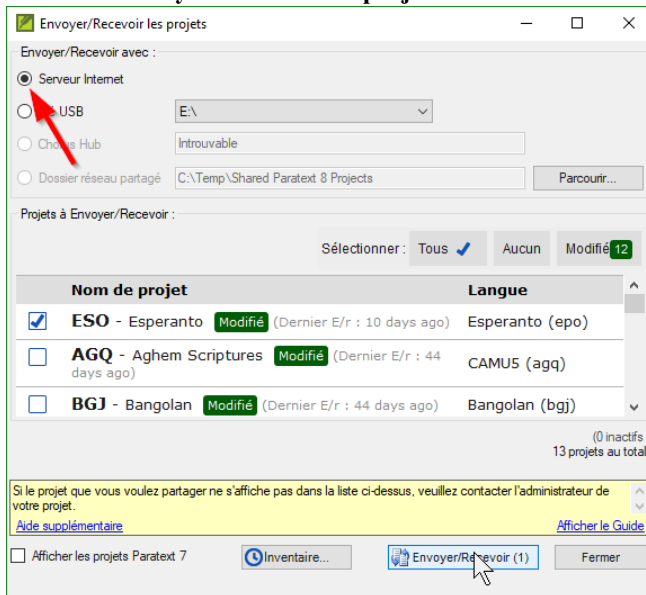 Envoyer/Recevoir les projets
Envoyer/Recevoir avec :
Serveur Internet
USB
E:\
Chorus Hub
Introuvable
Dossier réseau partagé
C:\Temp\Shared Paratext 8 Projects
Parcourir...
Projets à Envoyer/Recevoir :
Sélectionner : Tous Aucun Modifié 12
Nom de projet Langue
ESO - Esperanto Modifié (Dernier E/r : 10 days ago) Esperanto (epo)
AGQ - Aghem Scriptures Modifié (Dernier E/r : 44
days ago) CAMU5 (agq)
BGJ - Bangolan Modifié (Dernier E/r : 44 days ago) Bangolan (bgj)
(0 inactifs
13 projets au total
Si le projet que vous voulez partager ne s'affiche pas dans la liste ci-dessus, veuillez contacter l'administrateur de
votre projet.
Aide supplémentaire Afficher le Guide
Afficher les projets Paratext 7 Inventaire... Envoyer/Recevoir (1) Fermer